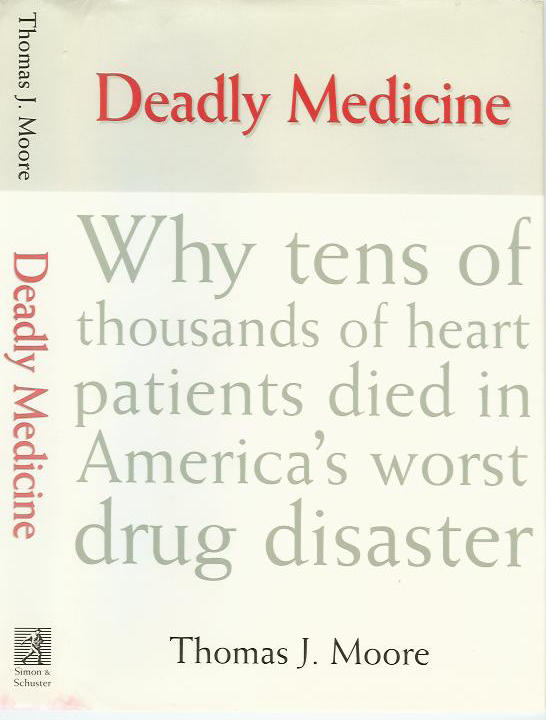 Thomas J. Moore
Deadly Medicine
Simon &
Schuster
Deadly Medicine
Why tens of
thousands of heart
patients died in
America's worst
drug disaster
Thomas J. Moore